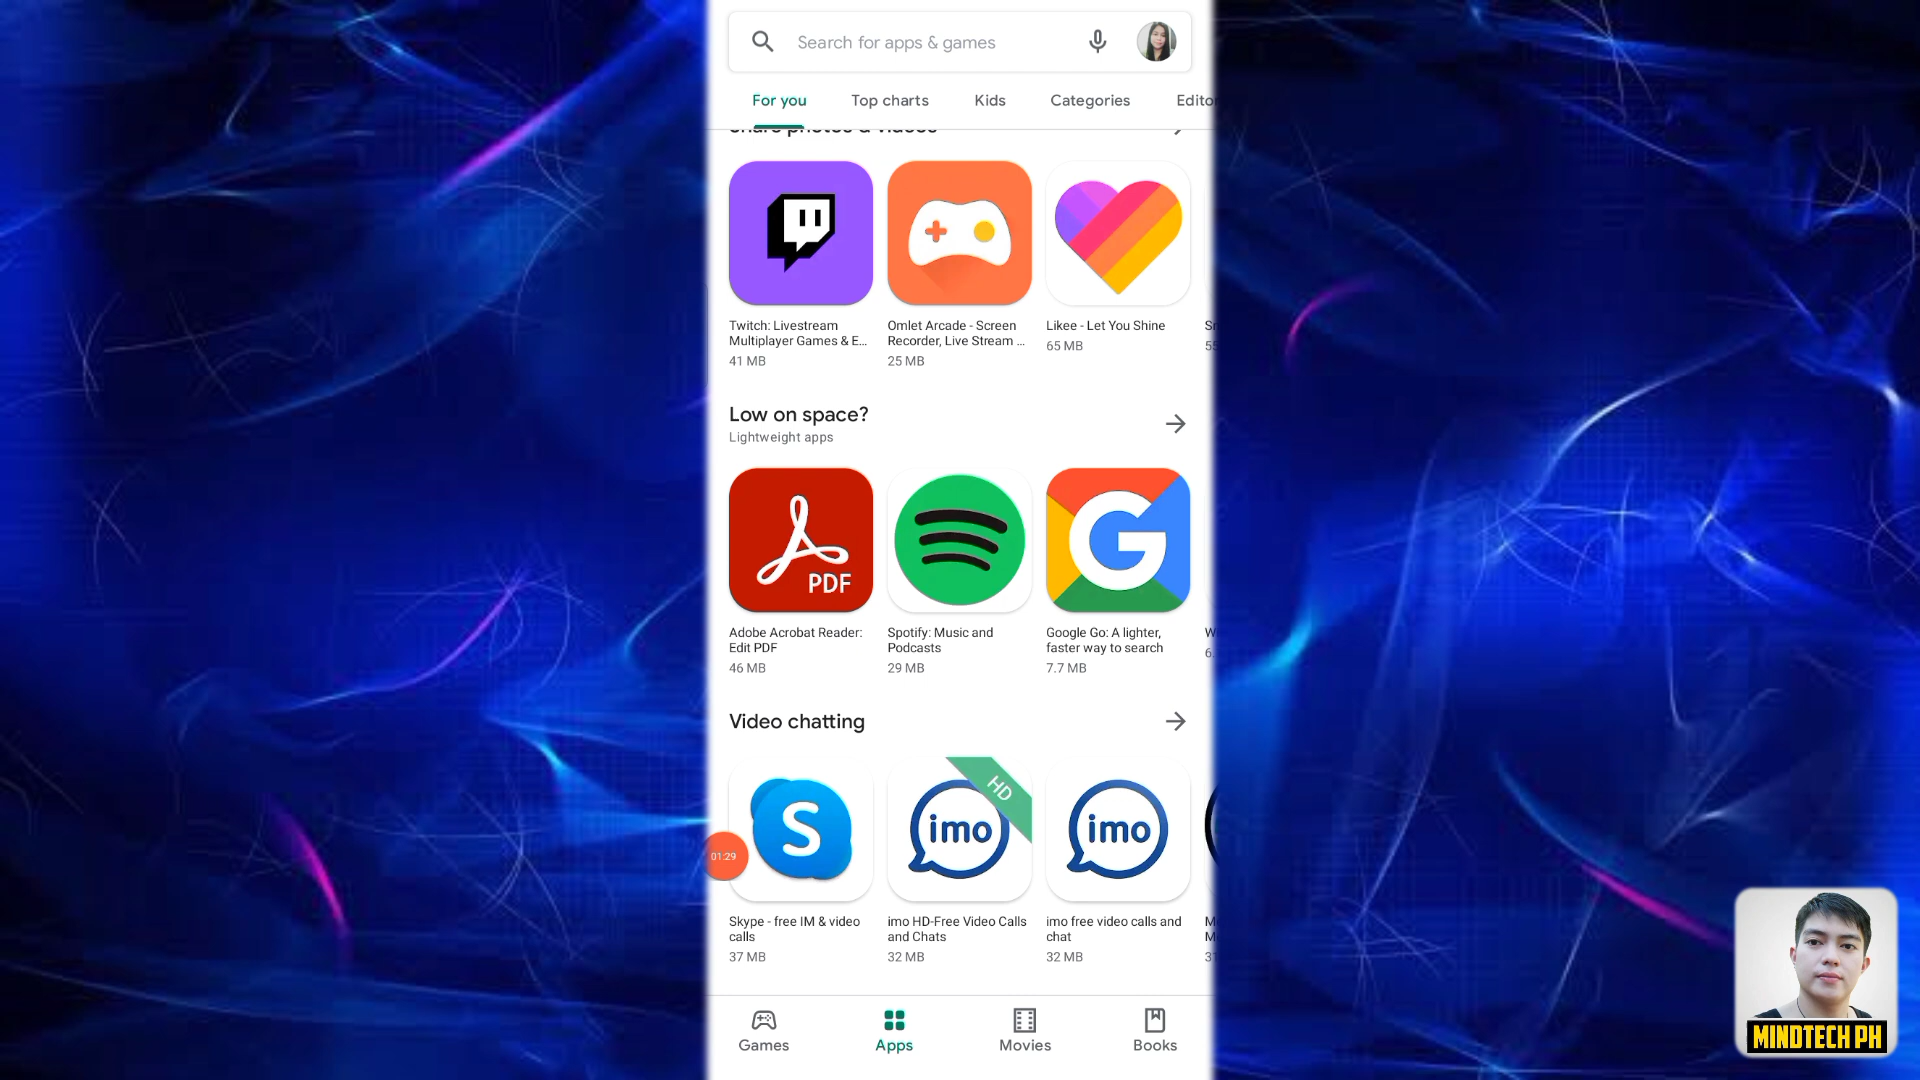 Search for apps & games
For you
Top charts
Kids
Categories
Share photos & videos
Twitch: Livestream
Multiplayer Games & E...
41 MB
Omlet Arcade - Screen
Recorder, Live Stream ...
25 MB
Likee - Let You Shine
65 MB
Low on space?
Lightweight apps
PDF
G
Adobe Acrobat Reader:
Edit PDF
46 MB
Spotify: Music and
Podcasts
29 MB
Google Go: A lighter,
faster way to search
7.7 MB
Video chatting
S
HD
imo
imo
01:29
Skype - free IM & video
calls
37 MB
imo HD-Free Video Calls
and Chats
32 MB
imo free video calls and
chat
32 MB
Games
Apps
Movies
Books
MINDTECH PH